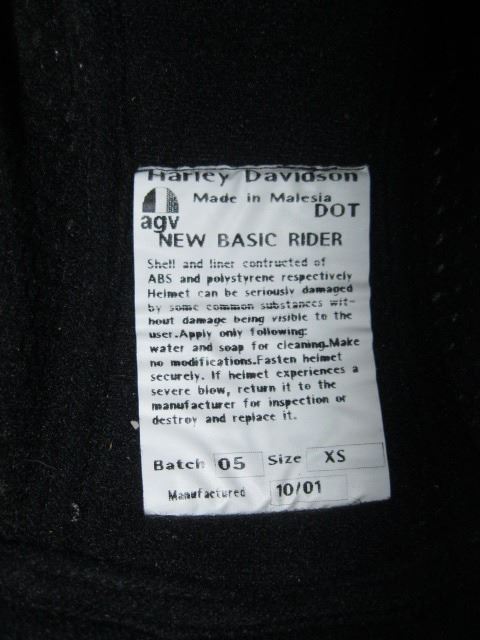 Harley Davidson
Made in Malesia
DOT
agv
NEW BASIC RIDER
Shell and liner contructed of
ABS and polystyrene respectively
Helmet can be seriously damaged
by some common substances wit-
hout damage being visible to the
user.Apply only following:
water and soap for cleaning.Make
no modifications.Fasten helmet
securely. If helmet experiences a
severe blow, return it to the
manufacturer for inspection or
destroy and replace it.
Batch 05 Size XS
Manufactured 10/01